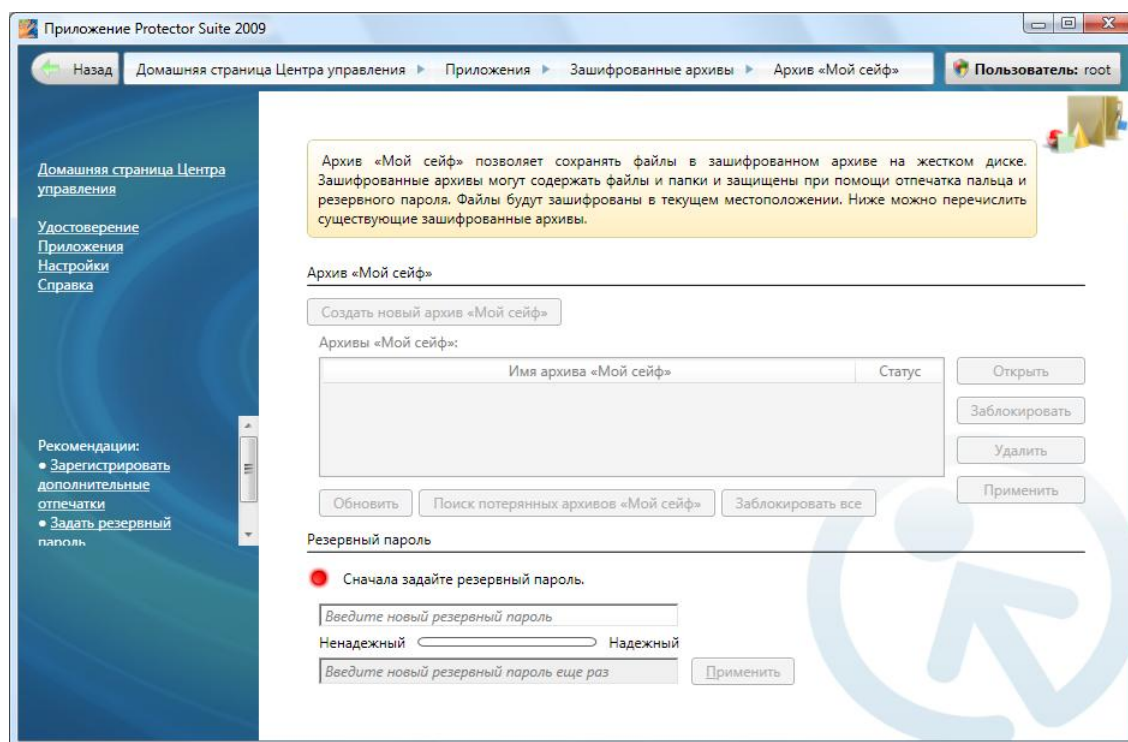 Приложение Protector Suite 2009
Назад
Домашняя страница Центра управления
Приложения
Зашифрованные архивы
Архив «Мой сейф»
Пользователь: root
Домашняя страница Центра
управления
Удостоверение
Приложения
Настройки
Справка
Рекомендации:
• Зарегистрировать
дополнительные
отпечатки
• Задать резервный
пароль
Архив «Мой сейф» позволяет сохранять файлы в зашифрованном архиве на жестком диске.
Зашифрованные архивы могут содержать файлы и папки и защищены при помощи отпечатка пальца и
резервного пароля. Файлы будут зашифрованы в текущем местоположении. Ниже можно перечислить
существующие зашифрованные архивы.
Архив «Мой сейф»
Создать новый архив «Мой сейф»
Архивы «Мой сейф»:
Имя архива «Мой сейф»
Статус
Открыть
Заблокировать
Удалить
Применить
Обновить
Поиск потерянных архивов «Мой сейф»
Заблокировать все
Резервный пароль
Сначала задайте резервный пароль.
Введите новый резервный пароль
Ненадежный
Надежный
Введите новый резервный пароль еще раз
Применить